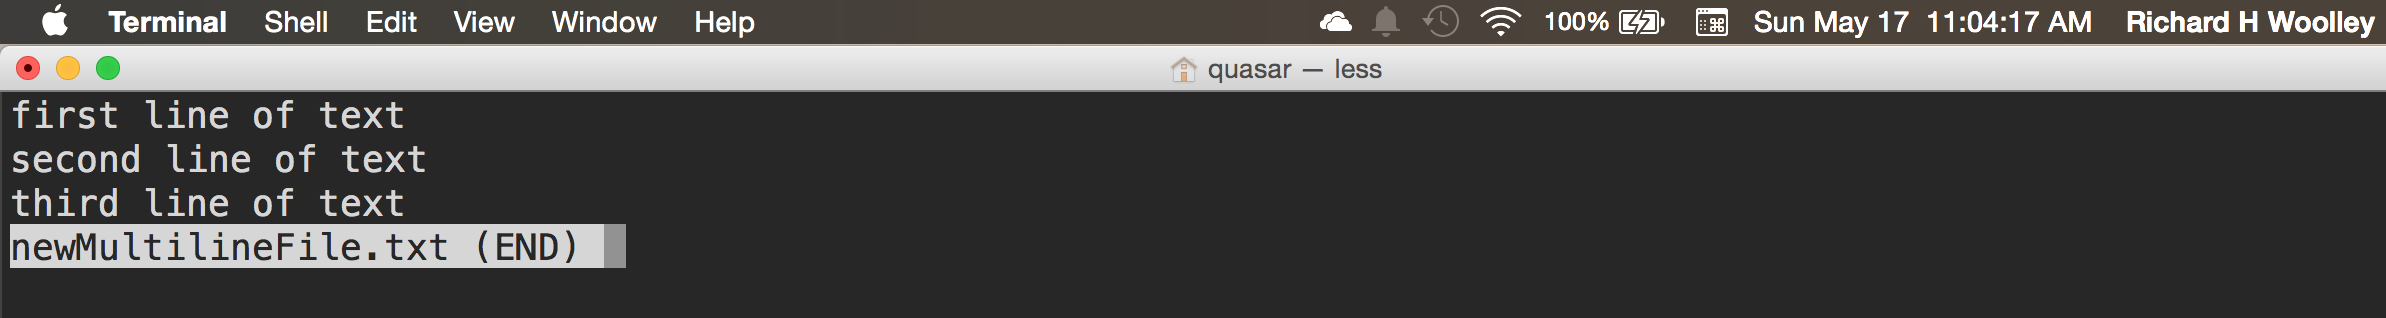 Terminal Shell Edit View Window Help 100% Sun May 17 11:04:17 AM Richard H Woolley
quasar — less
first line of text
second line of text
third line of text
newMultilineFile.txt (END)